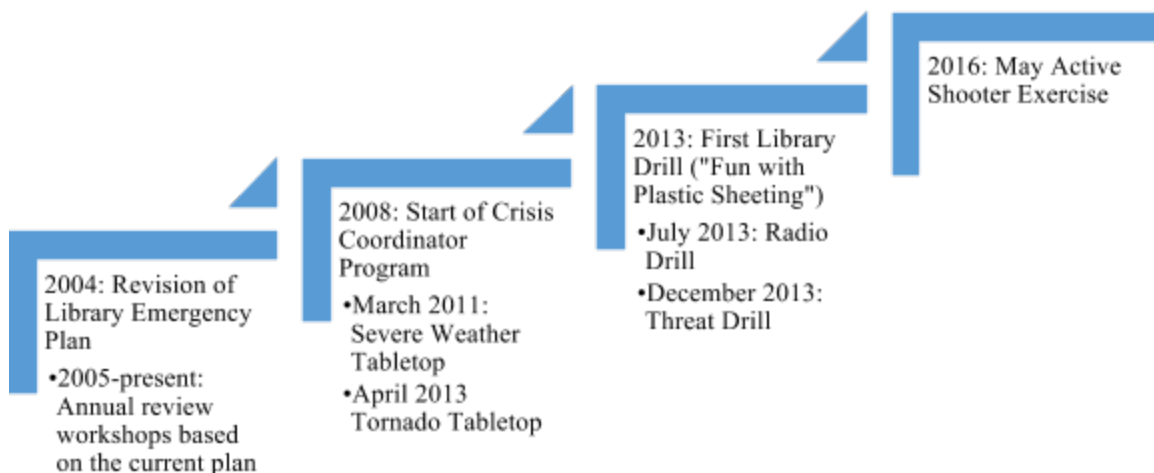 2004: Revision of
Library Emergency
Plan
•2005-present:
Annual review
workshops based
on the current plan
2008: Start of Crisis
Coordinator
Program
•March 2011:
Severe Weather
Tabletop
•April 2013
Tornado Tabletop
2013: First Library
Drill ("Fun with
Plastic Sheeting")
•July 2013: Radio
Drill
•December 2013:
Threat Drill
2016: May Active
Shooter Exercise